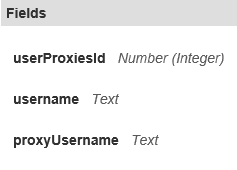 Fields
userProxiesId Number (Integer)
username Text
proxyUsername Text